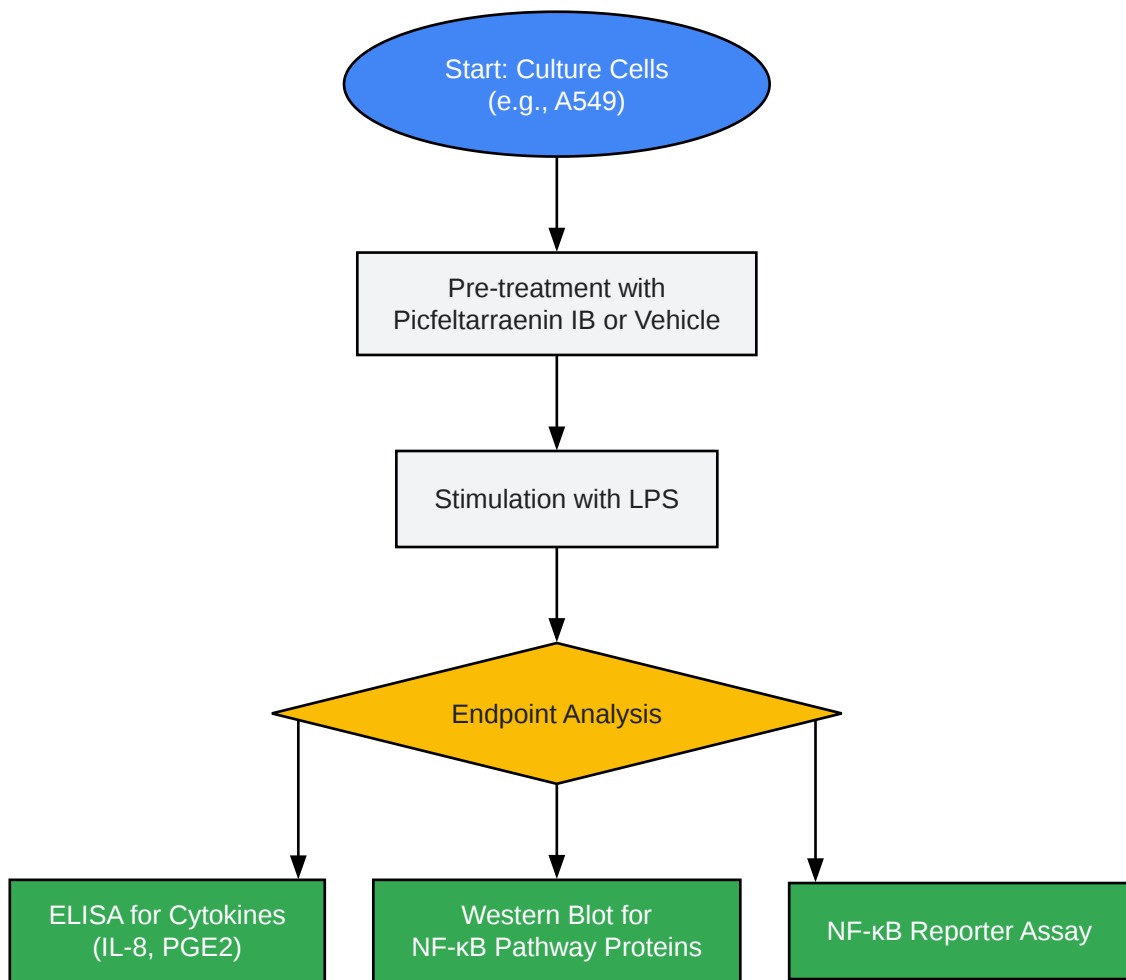 Start: Culture Cells
(e.g., A549)
Pre-treatment with
Picfeltarraenin IB or Vehicle
Stimulation with LPS
Endpoint Analysis
ELISA for Cytokines
(IL-8, PGE2)
Western Blot for
NF-κB Pathway Proteins
NF-κB Reporter Assay